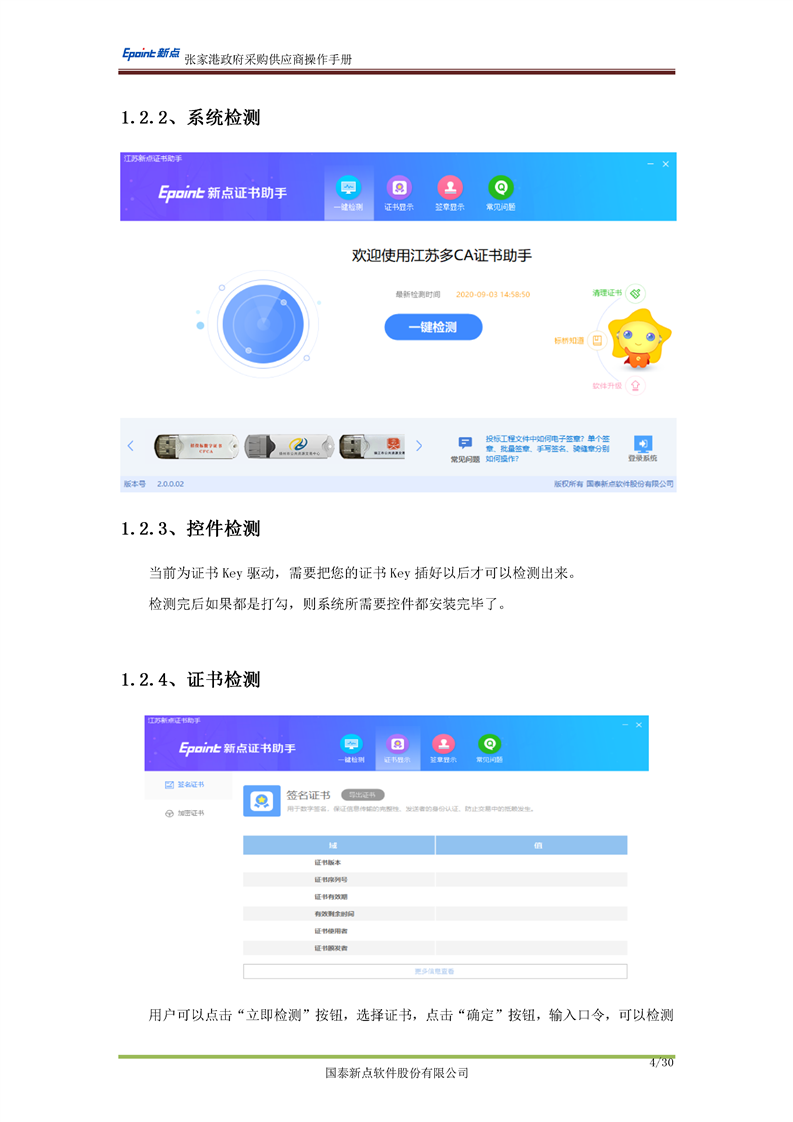 Epoint 新点 张家港政府采购供应商操作手册
1.2.2、系统检测
江苏新点证书助手
Epoint 新点证书助手
一键检测 证书显示 签章显示 常见问题
欢迎使用江苏多CA证书助手
最新检测时间 2020-09-03 14:56:50
清理证书
一键检测
标桥知道
软件升级
投标工程文件中如何电子签章？单个签
章、批量签章、手写签名、骑缝章分别
如何操作？
常见问题
登录系统
版本号 2.0.0.02
版权所有 国泰新点软件股份有限公司
1.2.3、控件检测
当前为证书 Key 驱动，需要把您的证书 Key 插好以后才可以检测出来。
检测完后如果都是打勾，则系统所需要控件都安装完毕了。
1.2.4、证书检测
江苏新点证书助手
Epoint 新点证书助手
一键检测 证书显示 签章显示 常见问题
签名证书
加密证书
签名证书 导出证书
用于数字签名，保证信息传输的完整性、发送者的身份认证、防止交易中的抵赖发生。
域 值
证书版本
证书序列号
证书有效期
有效剩余时间
证书使用者
证书颁发者
更多信息查看
用户可以点击“立即检测”按钮，选择证书，点击“确定”按钮，输入口令，可以检测
4/30
国泰新点软件股份有限公司